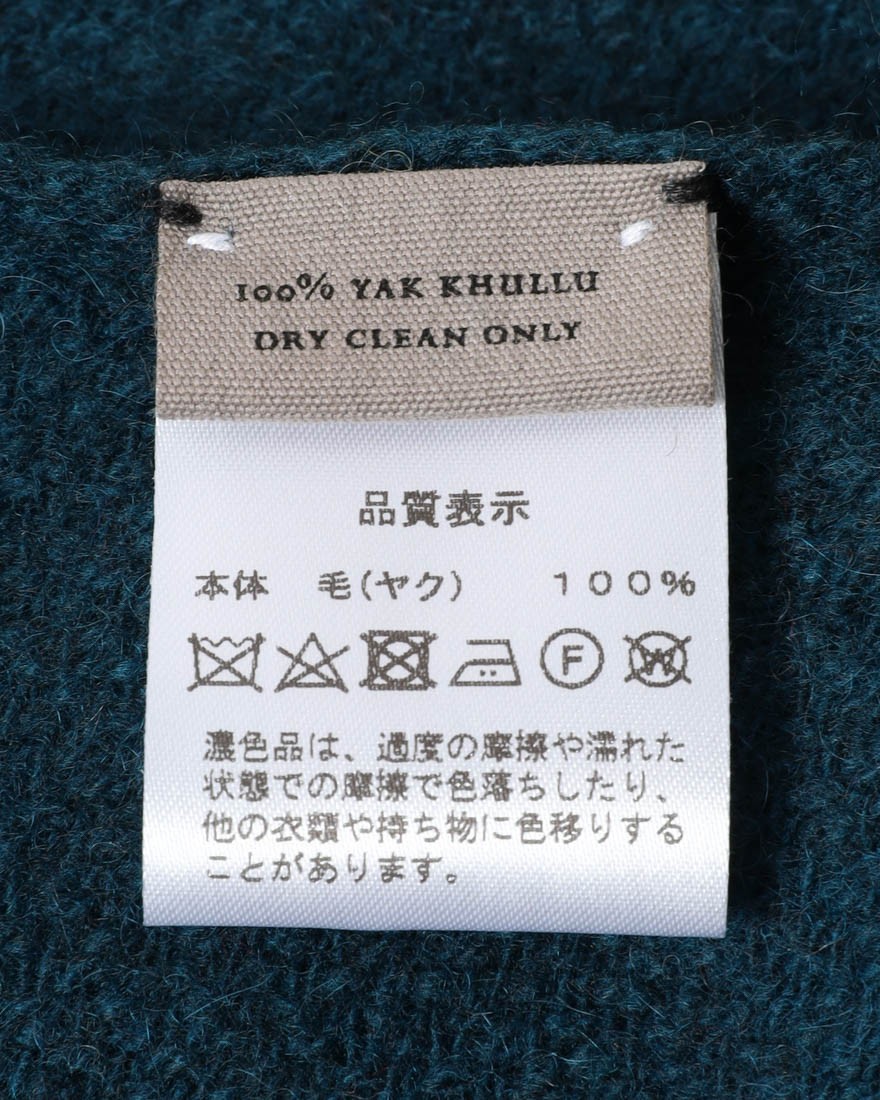 100% YAK KHULLU
DRY CLEAN ONLY
品質表示
本体 毛(ヤク) 100%
F W
濃色品は、過度の摩擦や濡れた
状態での摩擦で色落ちしたり、
他の衣類や持ち物に色移りする
ことがあります。